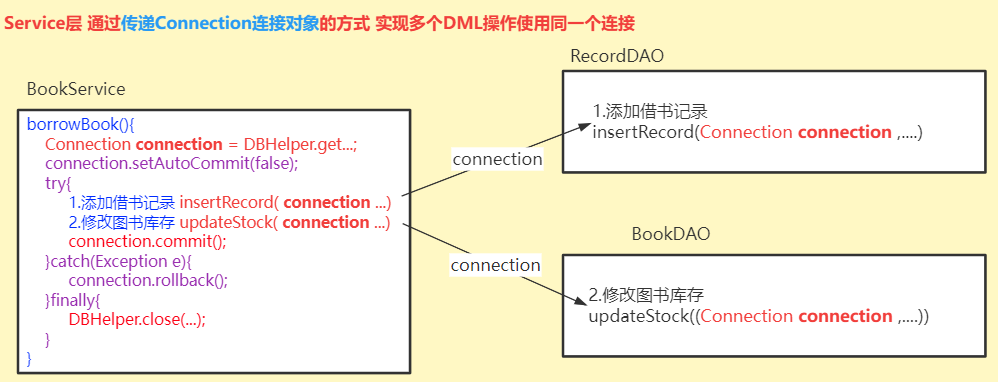 Service层 通过传递Connection连接对象的方式 实现多个DML操作使用同一个连接
BookService
borrowBook(){
Connection connection = DBHelper.get...;
connection.setAutoCommit(false);
try{
1.添加借书记录 insertRecord( connection ...)
2.修改图书库存 updateStock( connection ...)
connection.commit();
}catch(Exception e){
connection.rollback();
}finally{
DBHelper.close(...);
}
}
connection
connection
RecordDAO
1.添加借书记录
insertRecord(Connection connection ,....)
BookDAO
2.修改图书库存
updateStock((Connection connection ,....))